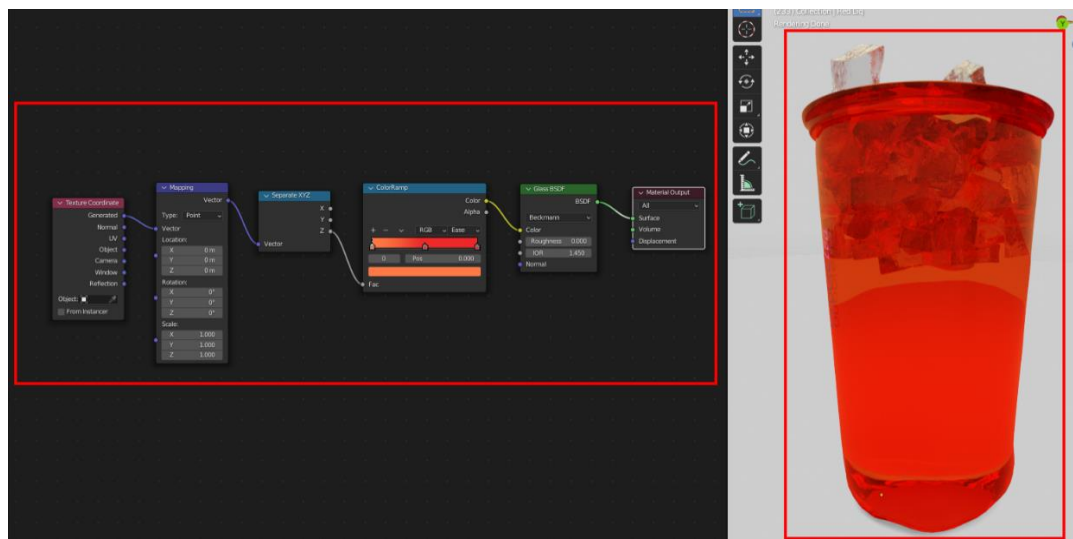 Rendering Done
Texture Coordinate
Generated
Normal
UV
Object
Camera
Window
Reflection
Object:
From Instancer
Mapping
Vector
Type: Point
Vector
Location:
X 0 m
Y 0 m
Z 0 m
Rotation:
X 0°
Y 0°
Z 0°
Scale:
X 1.000
Y 1.000
Z 1.000
Separate XYZ
X
Y
Z
Vector
ColorRamp
Color
Alpha
+ − RGB Ease
0 Pos 0.000
Fac
Glass BSDF
BSDF
Beckmann
Color
Roughness 0.000
IOR 1.450
Normal
Material Output
All
Surface
Volume
Displacement
Y